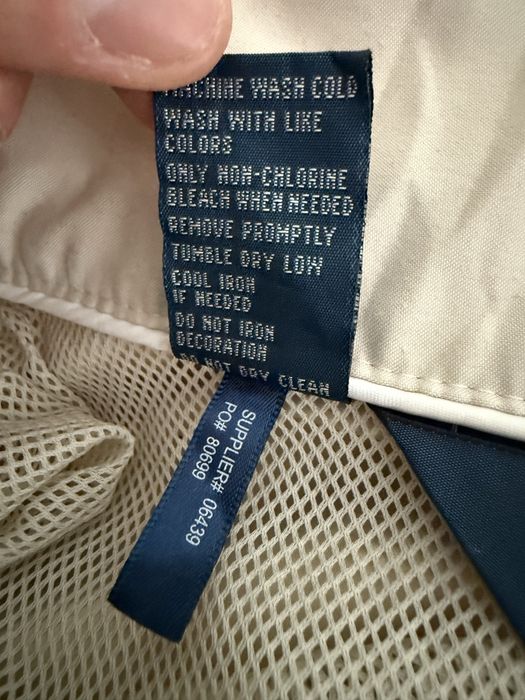 MACHINE WASH COLD
WASH WITH LIKE
COLORS
ONLY NON-CHLORINE
BLEACH WHEN NEEDED
REMOVE PROMPTLY
TUMBLE DRY LOW
COOL IRON
IF NEEDED
DO NOT IRON
DECORATION
DO NOT DRY CLEAN
SUPPLIER# 06439
PO# 80699